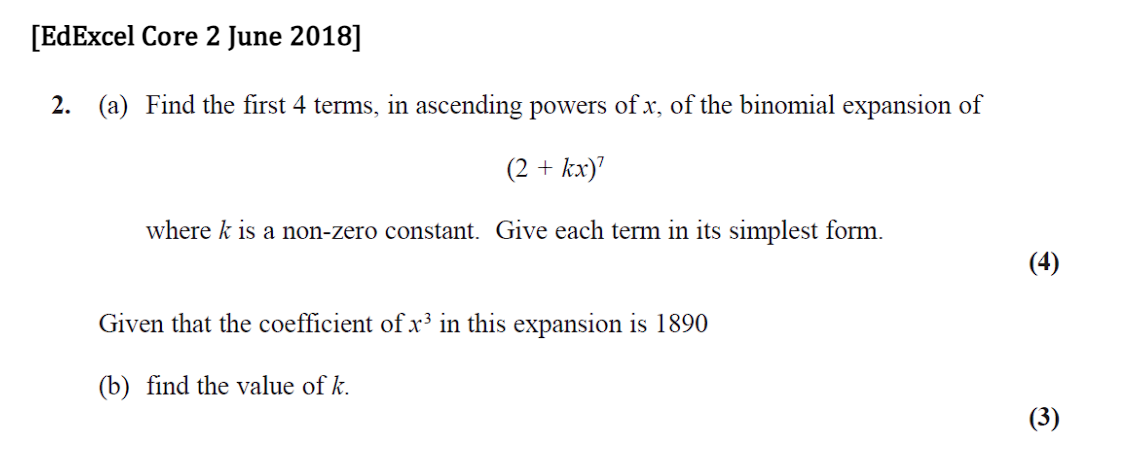 [EdExcel Core 2 June 2018]
2. (a) Find the first 4 terms, in ascending powers of x, of the binomial expansion of
(2 + kx)⁷
where k is a non-zero constant. Give each term in its simplest form.
(4)
Given that the coefficient of x³ in this expansion is 1890
(b) find the value of k.
(3)